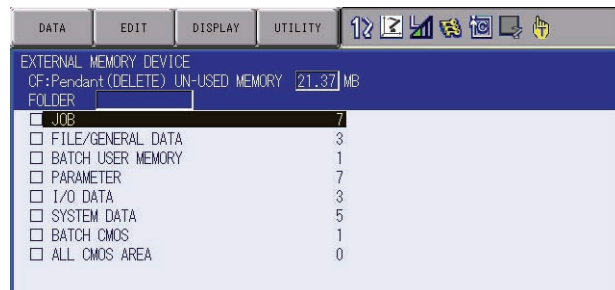 DATA EDIT DISPLAY UTILITY
EXTERNAL MEMORY DEVICE
CF:Pendant(DELETE) UN-USED MEMORY 21.37 MB
FOLDER
JOB 7
FILE/GENERAL DATA 3
BATCH USER MEMORY 1
PARAMETER 7
I/O DATA 3
SYSTEM DATA 5
BATCH CMOS 1
ALL CMOS AREA 0